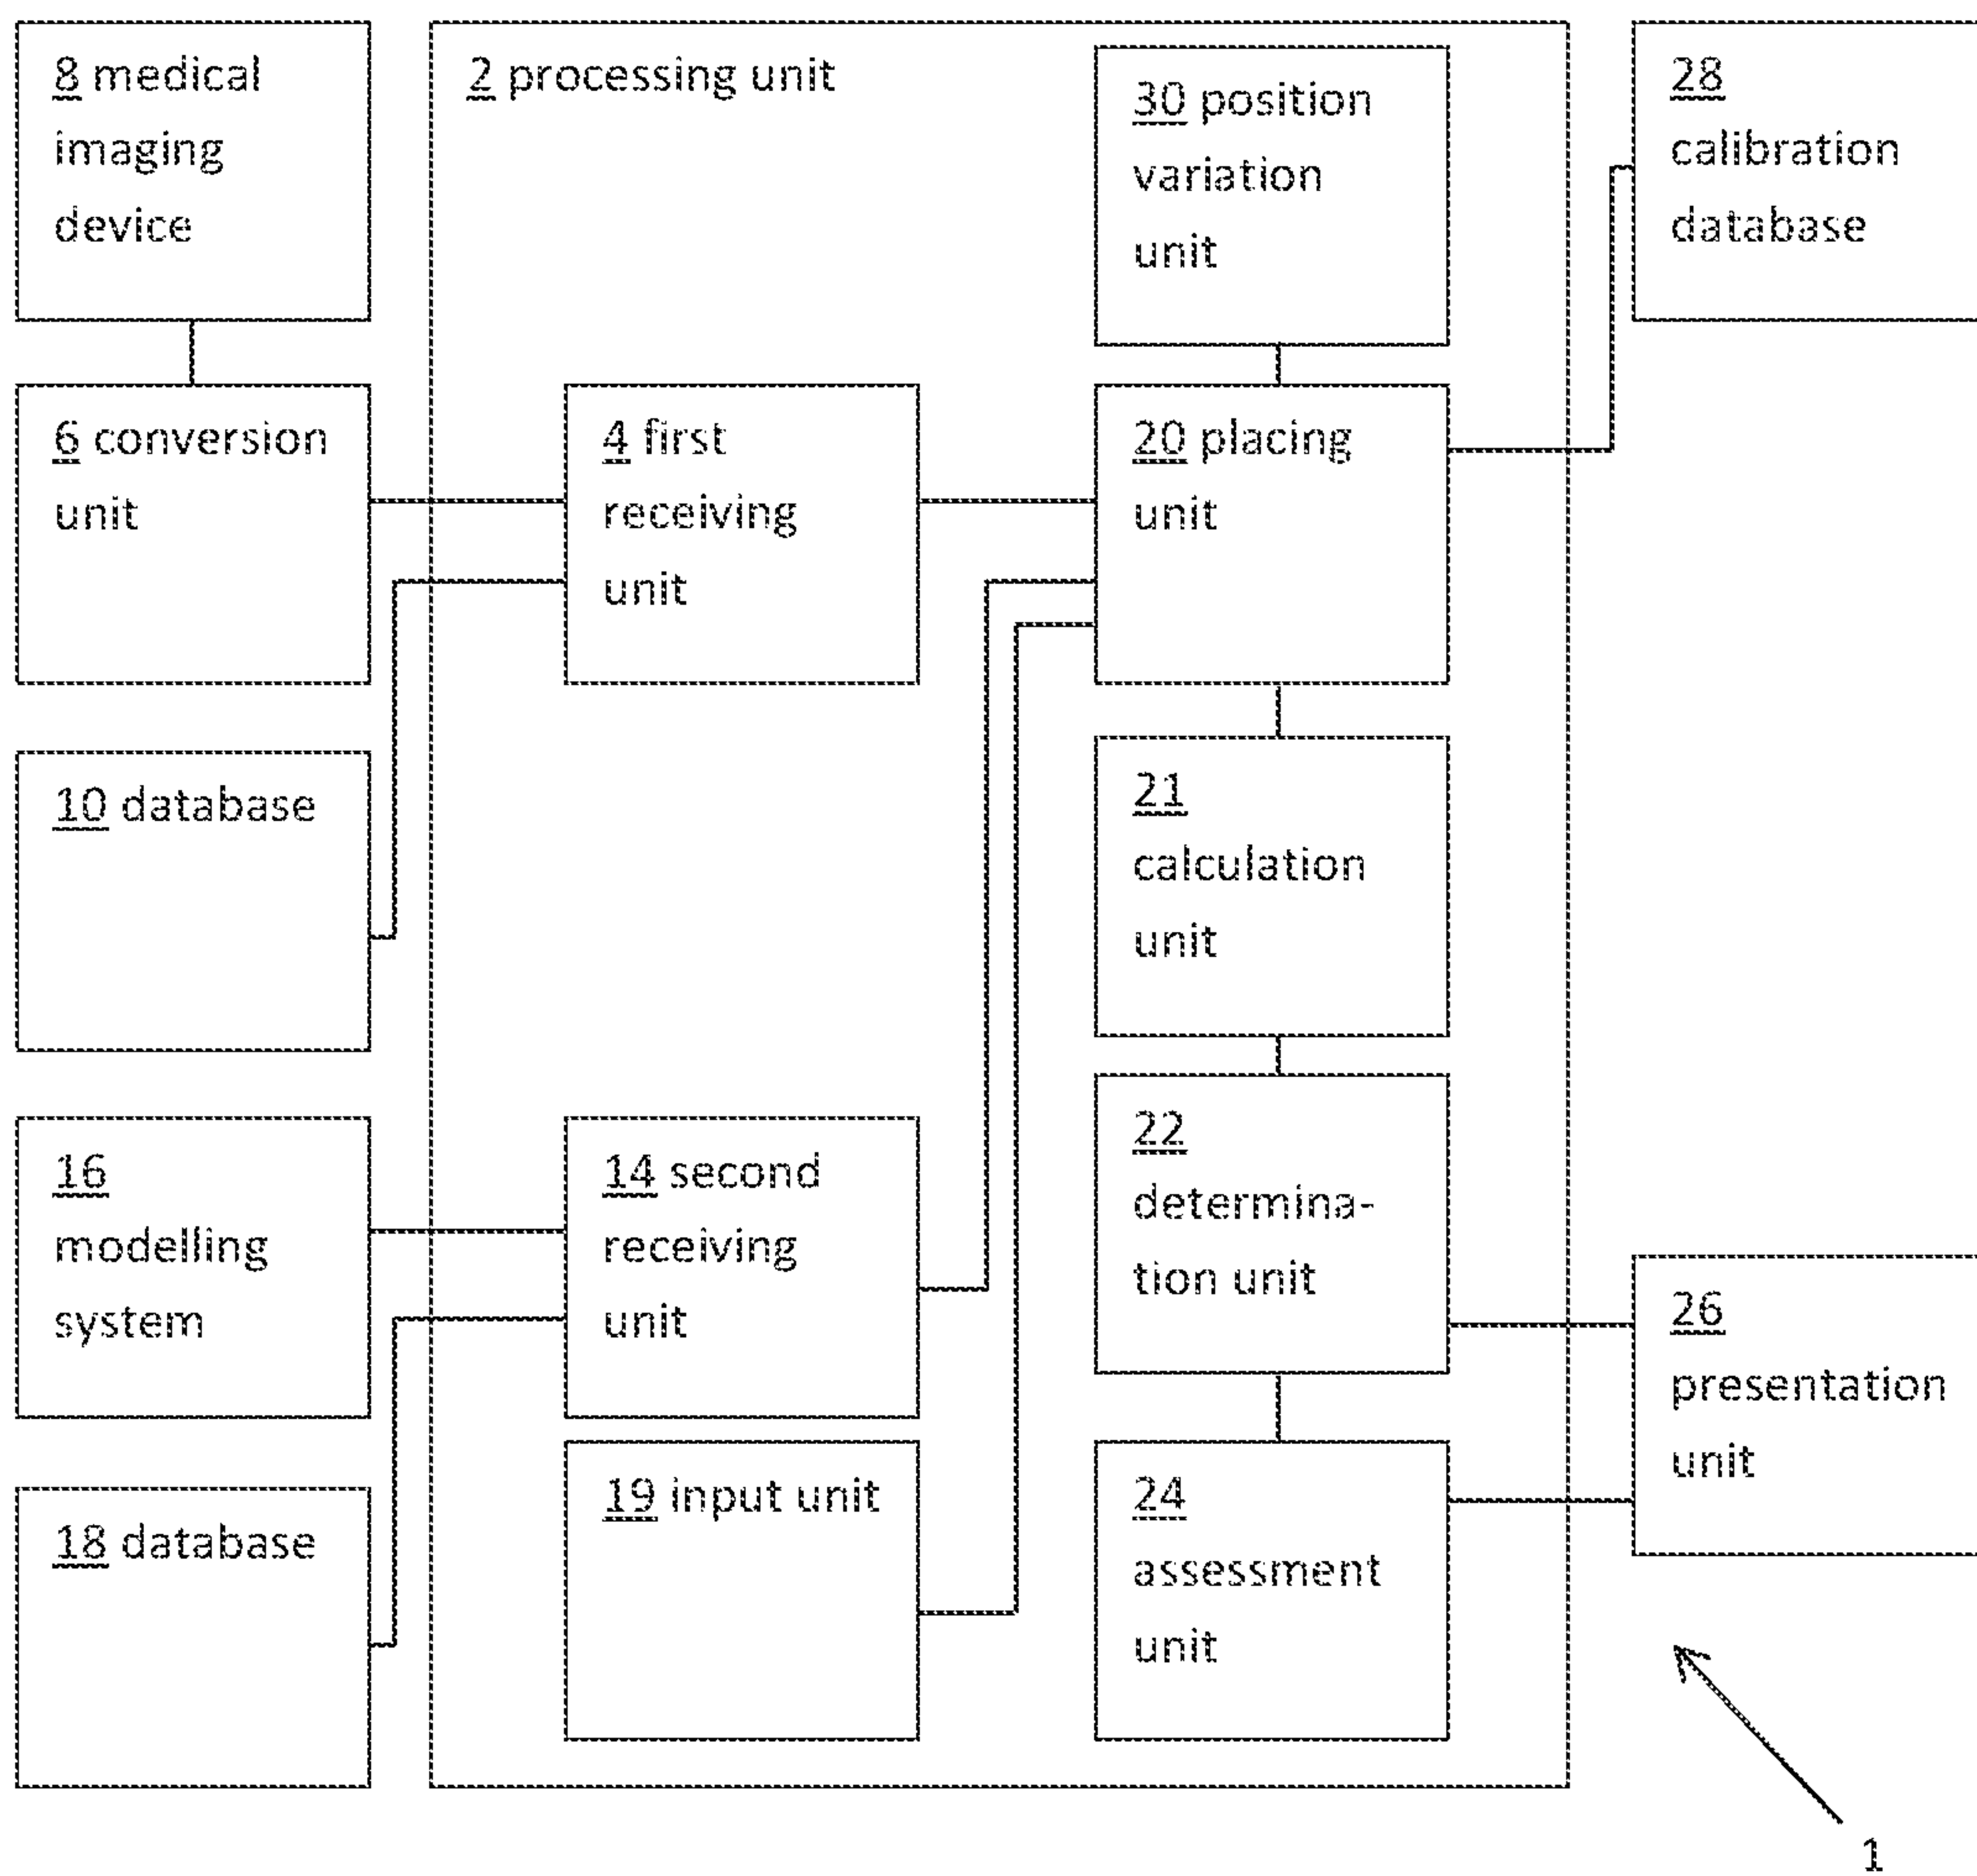 8 medical
imaging
device
2 processing unit
30 position
variation
unit
28
calibration
database
6 conversion
unit
4 first
receiving
unit
20 placing
unit
10 database
21
calculation
unit
16
modelling
system
14 second
receiving
unit
22
determina-
tion unit
26
presentation
unit
18 database
19 input unit
24
assessment
unit
1